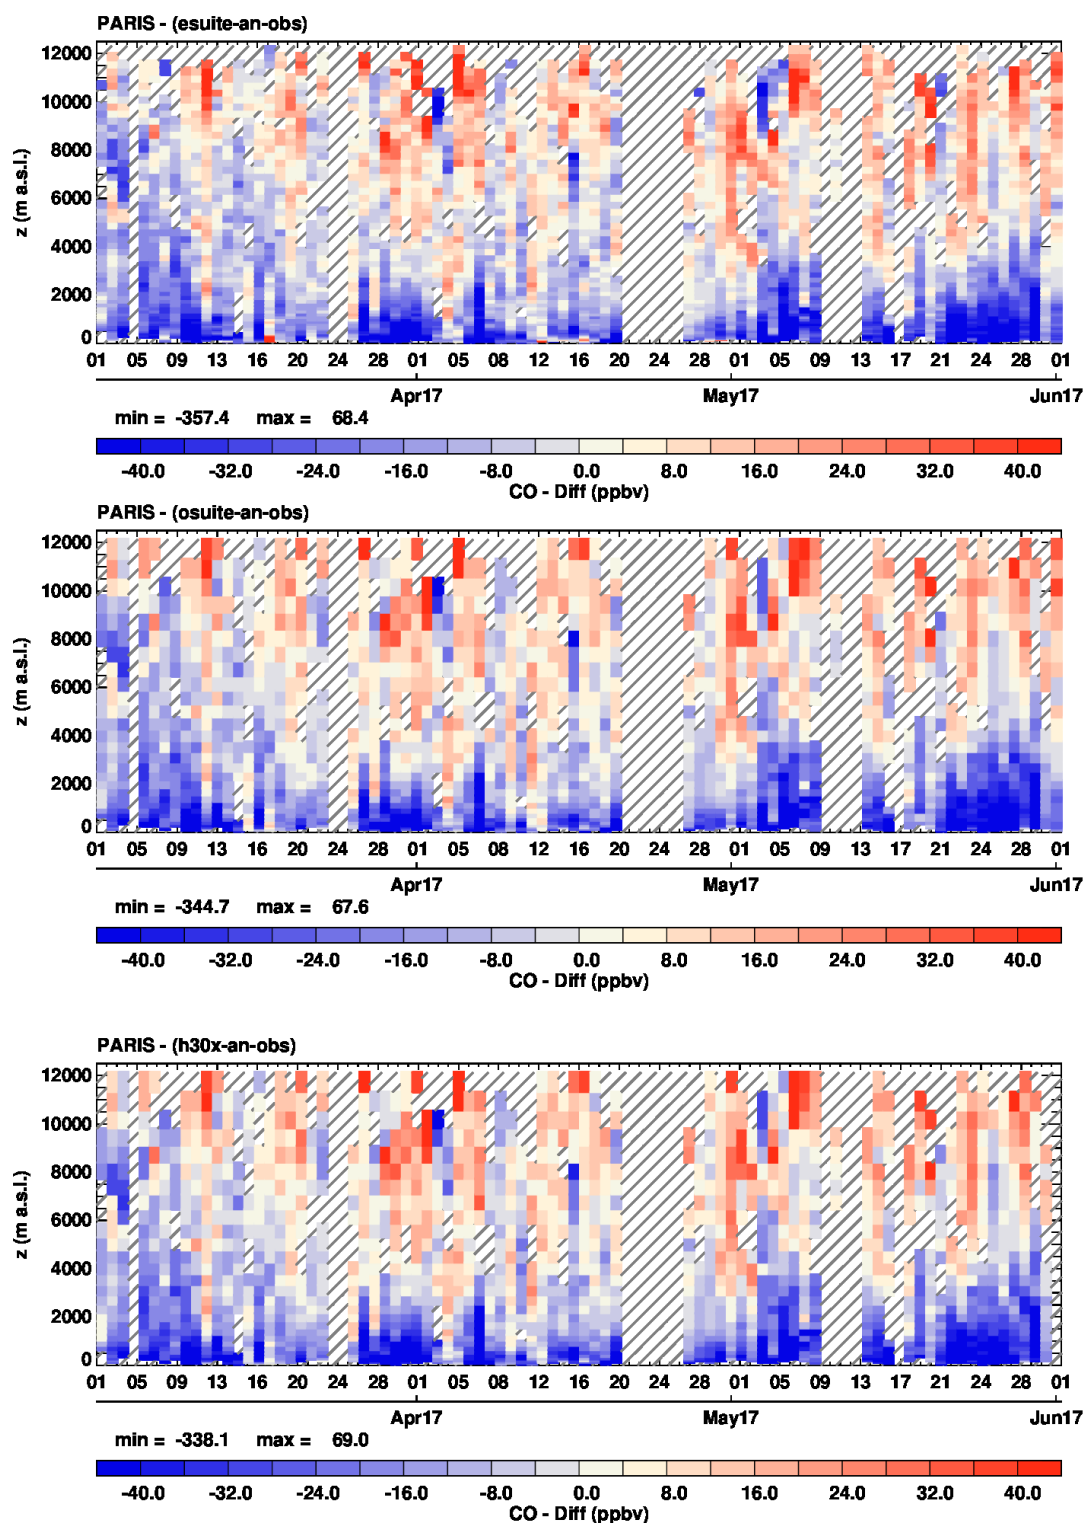 PARIS - (esuite-an-obs)
12000
10000
8000
6000
4000
2000
0
z (m a.s.l.)
01 05 09 12 16 20 24 28 01 05 08 12 16 20 24 28 01 05 09 13 17 21 24 28 01
Apr17 May17 Jun17
min = -357.4 max = 68.4
-40.0 -32.0 -24.0 -16.0 -8.0 0.0 8.0 16.0 24.0 32.0 40.0
CO - Diff (ppbv)
PARIS - (osuite-an-obs)
12000
10000
8000
6000
4000
2000
0
z (m a.s.l.)
01 05 09 12 16 20 24 28 01 05 08 12 16 20 24 28 01 05 09 13 17 21 24 28 01
Apr17 May17 Jun17
min = -344.7 max = 67.6
-40.0 -32.0 -24.0 -16.0 -8.0 0.0 8.0 16.0 24.0 32.0 40.0
CO - Diff (ppbv)
PARIS - (h30x-an-obs)
12000
10000
8000
6000
4000
2000
0
z (m a.s.l.)
01 05 09 12 16 20 24 28 01 05 08 12 16 20 24 28 01 05 09 13 17 21 24 28 01
Apr17 May17 Jun17
min = -338.1 max = 69.0
-40.0 -32.0 -24.0 -16.0 -8.0 0.0 8.0 16.0 24.0 32.0 40.0
CO - Diff (ppbv)